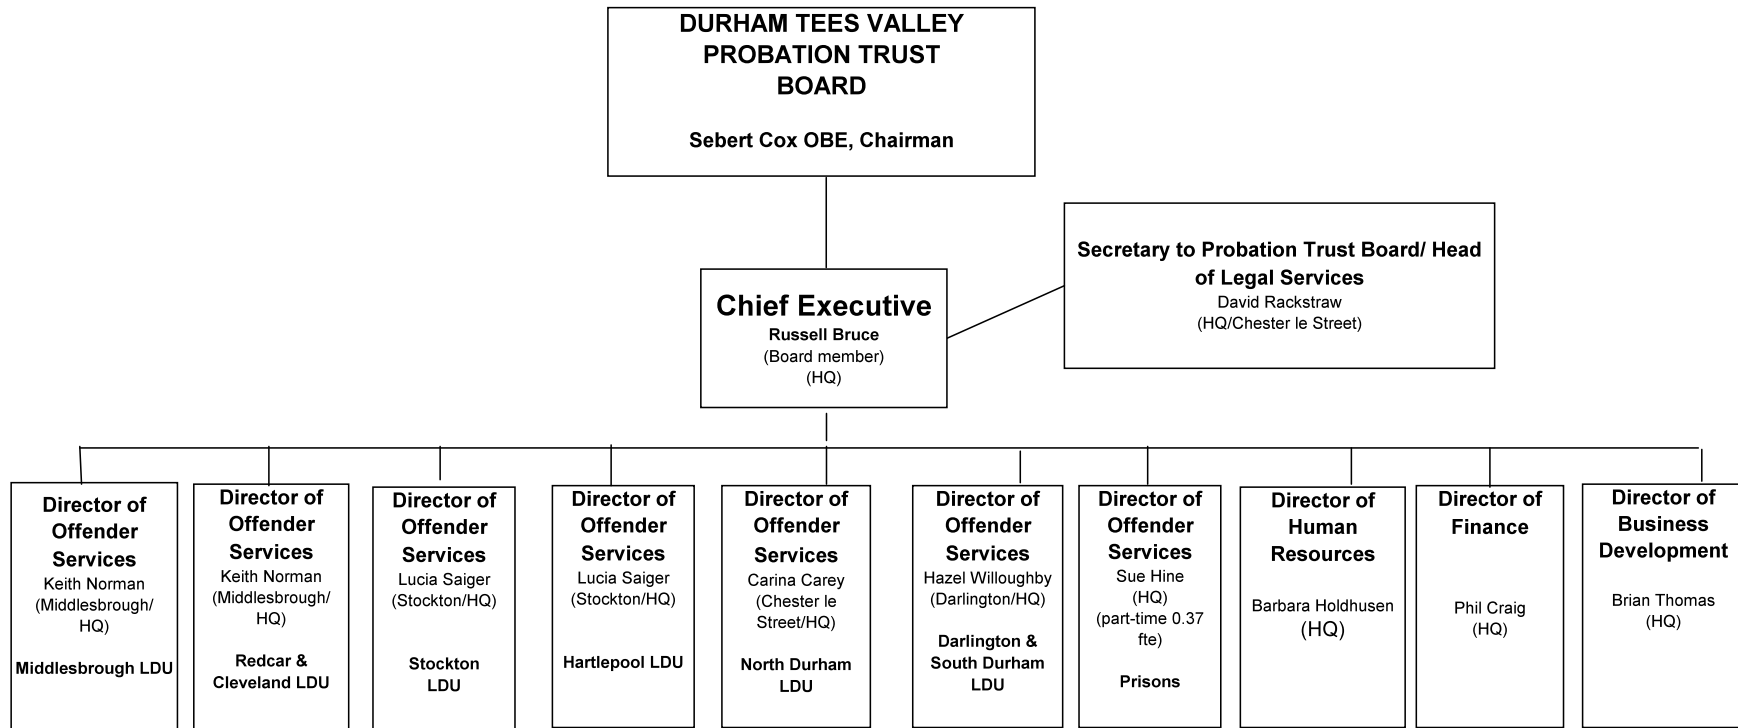 DURHAM TEES VALLEY
PROBATION TRUST
BOARD
Sebert Cox OBE, Chairman
Secretary to Probation Trust Board/ Head
of Legal Services
David Rackstraw
(HQ/Chester le Street)
Chief Executive
Russell Bruce
(Board member)
(HQ)
Director of
Offender
Services
Keith Norman
(Middlesbrough/
HQ)
Middlesbrough LDU
Director of
Offender
Services
Keith Norman
(Middlesbrough/
HQ)
Redcar &
Cleveland LDU
Director of
Offender
Services
Lucia Saiger
(Stockton/HQ)
Stockton
LDU
Director of
Offender
Services
Lucia Saiger
(Stockton/HQ)
Hartlepool LDU
Director of
Offender
Services
Carina Carey
(Chester le
Street/HQ)
North Durham
LDU
Director of
Offender
Services
Hazel Willoughby
(Darlington/HQ)
Darlington &
South Durham
LDU
Director of
Offender
Services
Sue Hine
(HQ)
(part-time 0.37
fte)
Prisons
Director of
Human
Resources
Barbara Holdhusen
(HQ)
Director of
Finance
Phil Craig
(HQ)
Director of
Business
Development
Brian Thomas
(HQ)